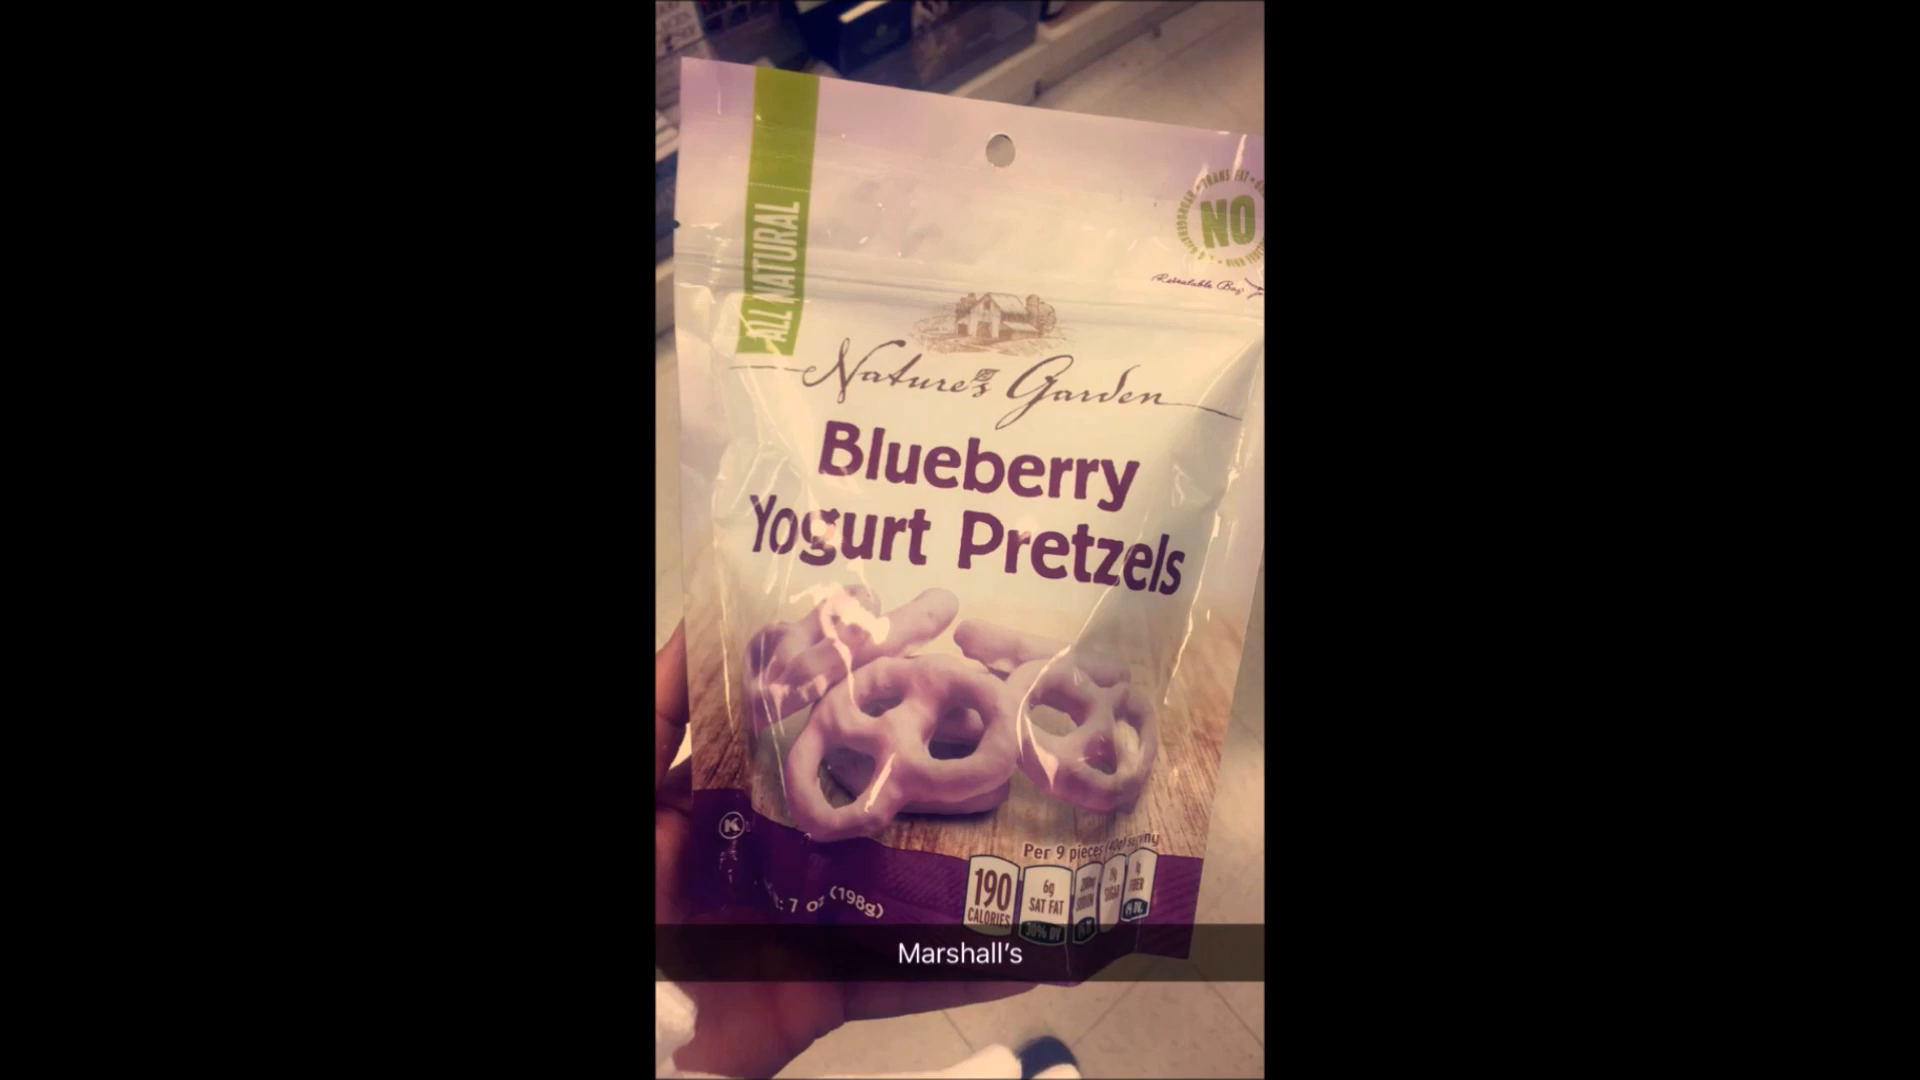 ALL NATURAL
NO
TRANS FAT
Resealable Bag
Nature's Garden
Blueberry
Yogurt Pretzels
K
Per 9 pieces (40g) serving
190
CALORIES
6g
SAT FAT
30% DV
SUGAR
FIBER
7 oz (198g)
Marshall's